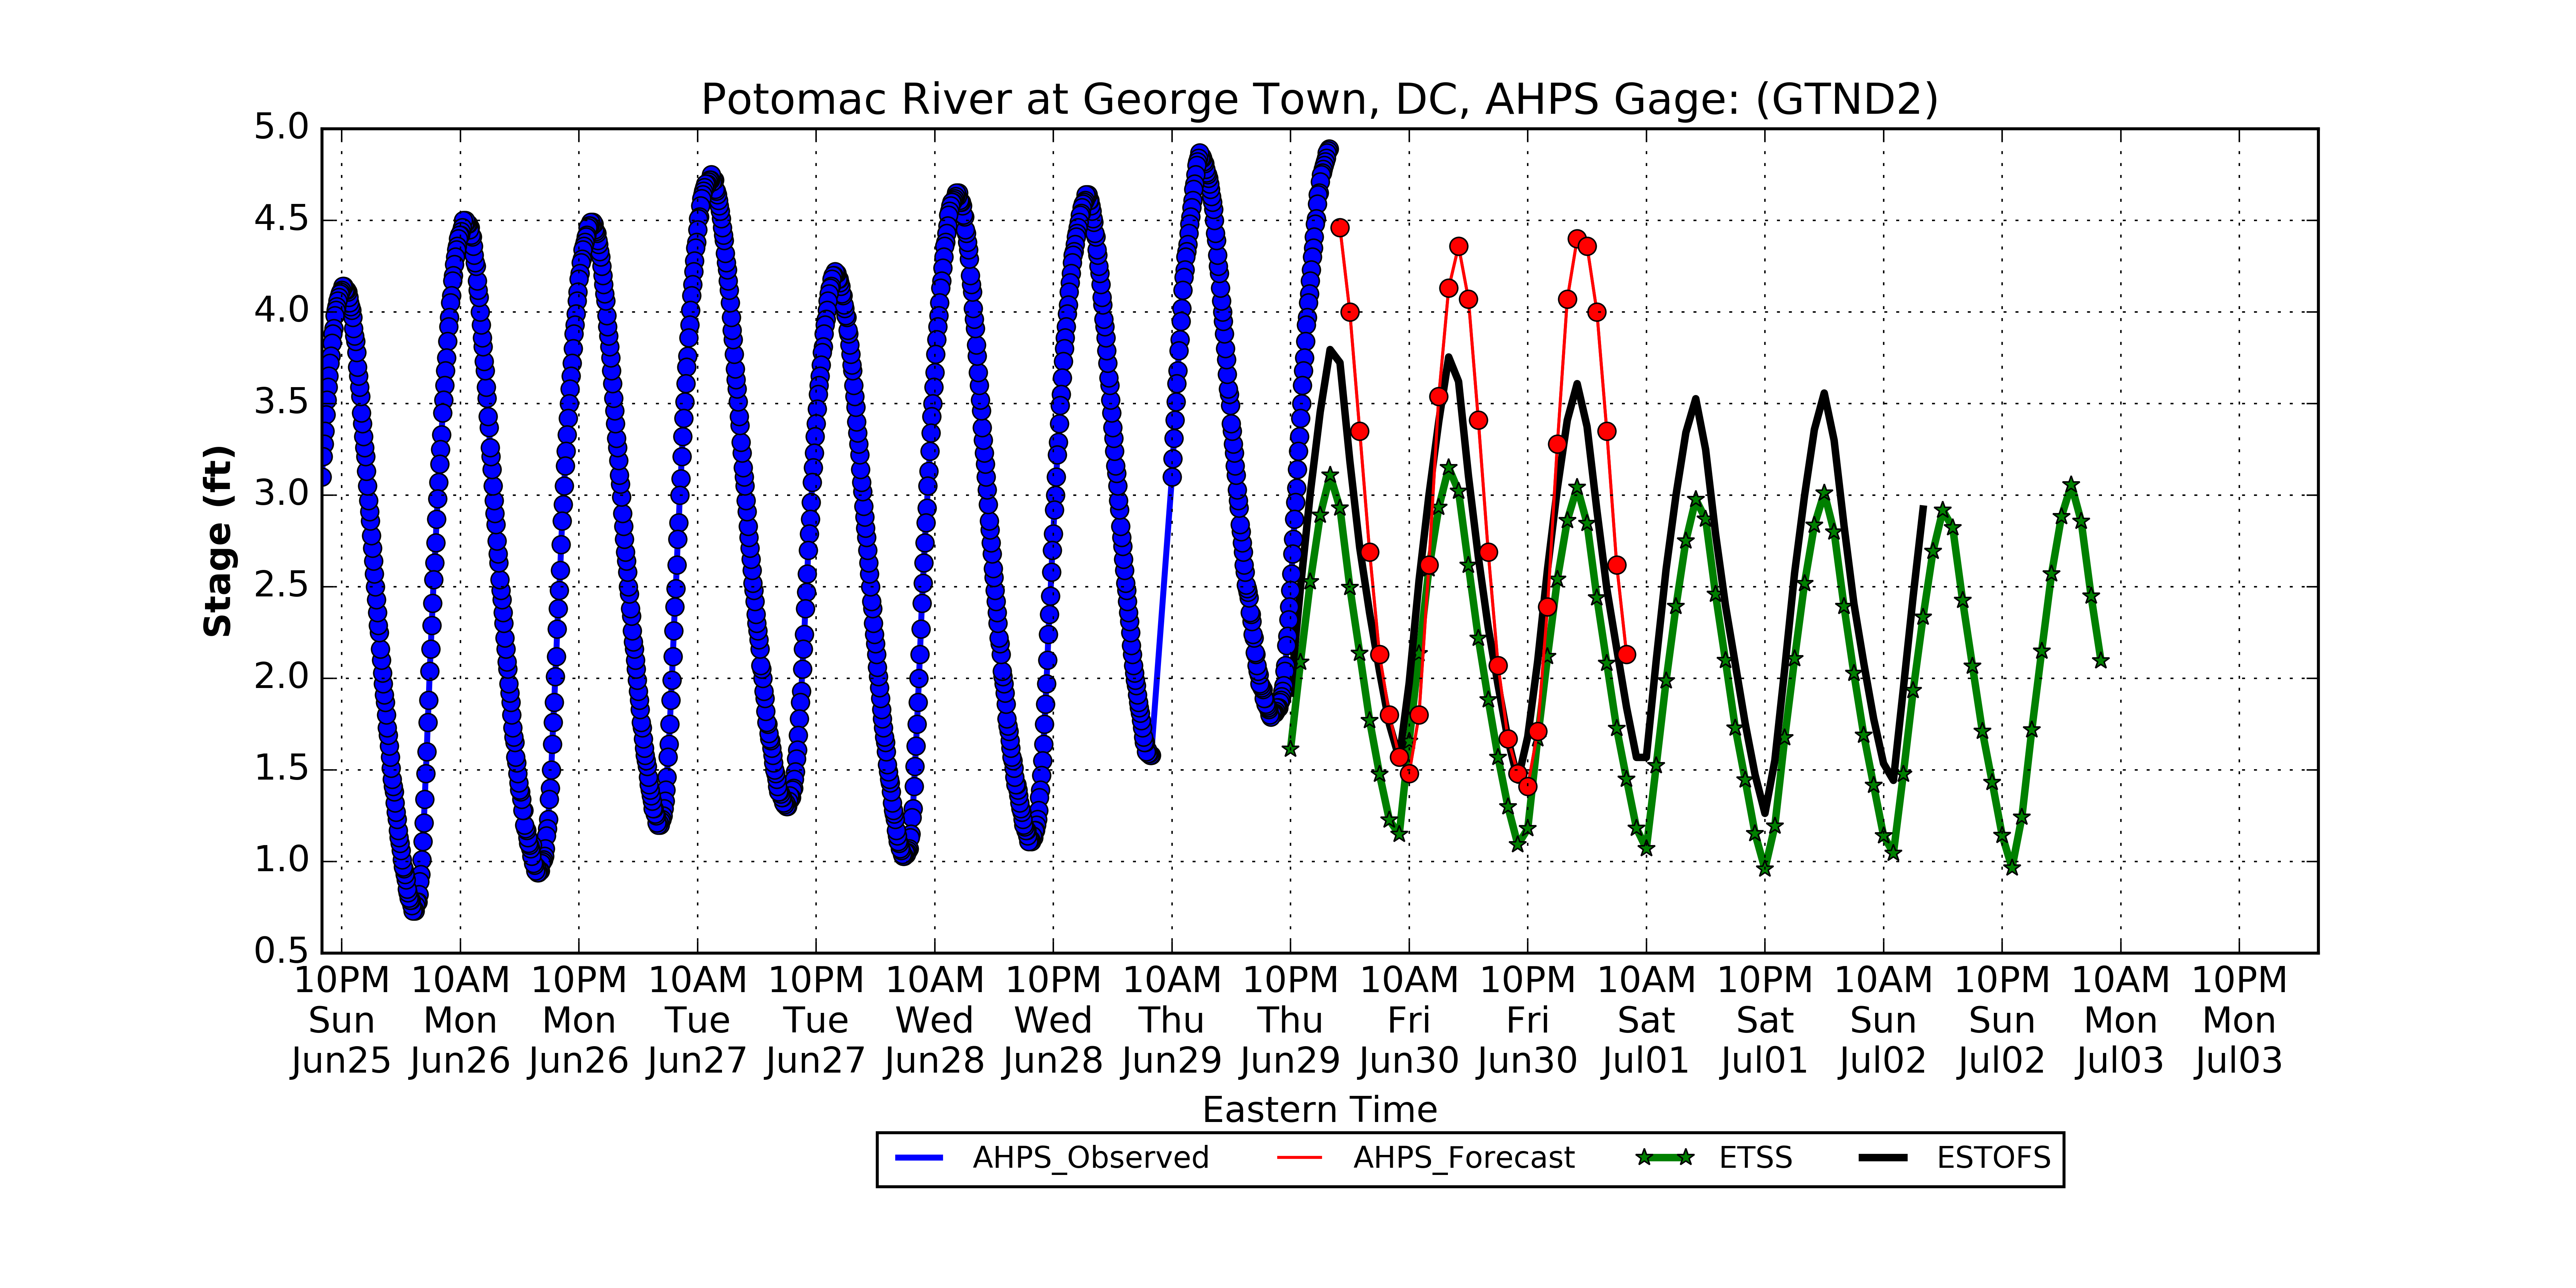 Potomac River at George Town, DC, AHPS Gage: (GTND2)
Stage (ft)
5.0
4.5
4.0
3.5
3.0
2.5
2.0
1.5
1.0
0.5
10PM 10AM 10PM 10AM 10PM 10AM 10PM 10AM 10PM 10AM 10PM 10AM 10PM 10AM 10PM 10AM 10PM
Sun Mon Mon Tue Tue Wed Wed Thu Thu Fri Fri Sat Sat Sun Sun Mon Mon
Jun25 Jun26 Jun26 Jun27 Jun27 Jun28 Jun28 Jun29 Jun29 Jun30 Jun30 Jul01 Jul01 Jul02 Jul02 Jul03 Jul03
Eastern Time
AHPS_Observed AHPS_Forecast ETSS ESTOFS